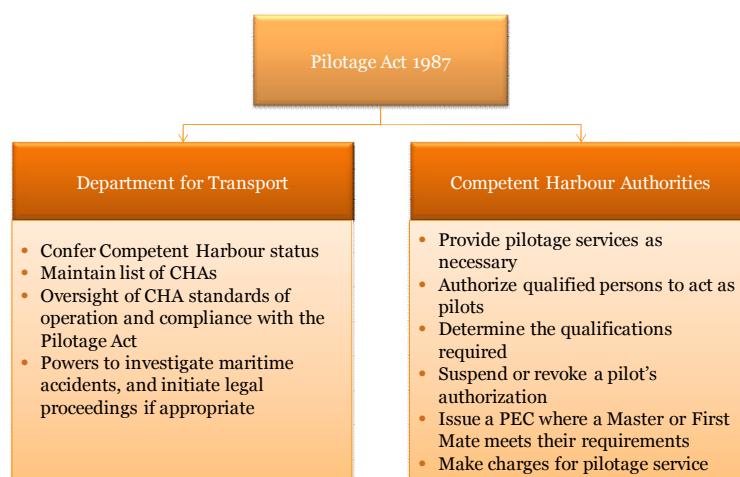 Pilotage Act 1987
Department for Transport
• Confer Competent Harbour status
• Maintain list of CHAs
• Oversight of CHA standards of
operation and compliance with the
Pilotage Act
• Powers to investigate maritime
accidents, and initiate legal
proceedings if appropriate
Competent Harbour Authorities
• Provide pilotage services as
necessary
• Authorize qualified persons to act as
pilots
• Determine the qualifications
required
• Suspend or revoke a pilot's
authorization
• Issue a PEC where a Master or First
Mate meets their requirements
• Make charges for pilotage service